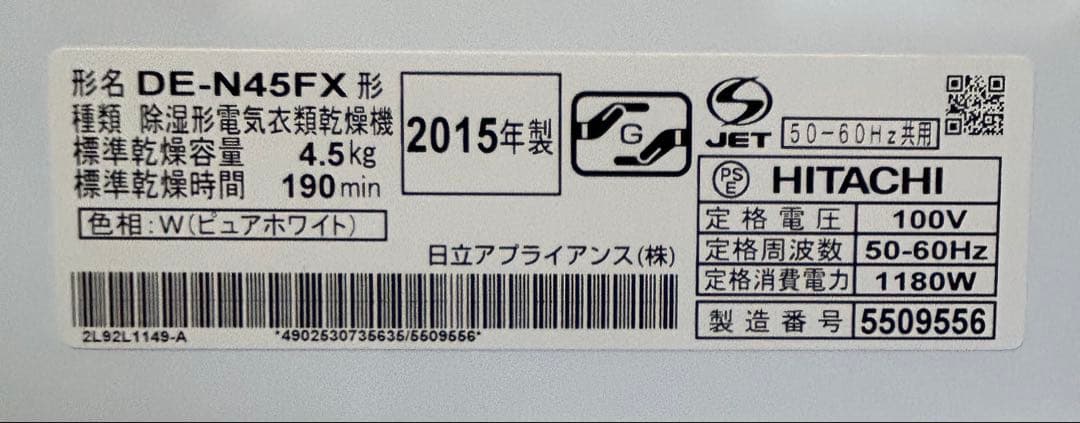 形名 DE-N45FX 形
種類 除湿形電気衣類乾燥機
標準乾燥容量 4.5kg
標準乾燥時間 190min
色相:W(ピュアホワイト)
2015年製
G
JET
50-60Hz共用
PSE HITACHI
定格電圧 100V
定格周波数 50-60Hz
定格消費電力 1180W
製造番号 5509556
日立アプライアンス(株)
2L92L1149-A
*4902530735635/5509556*